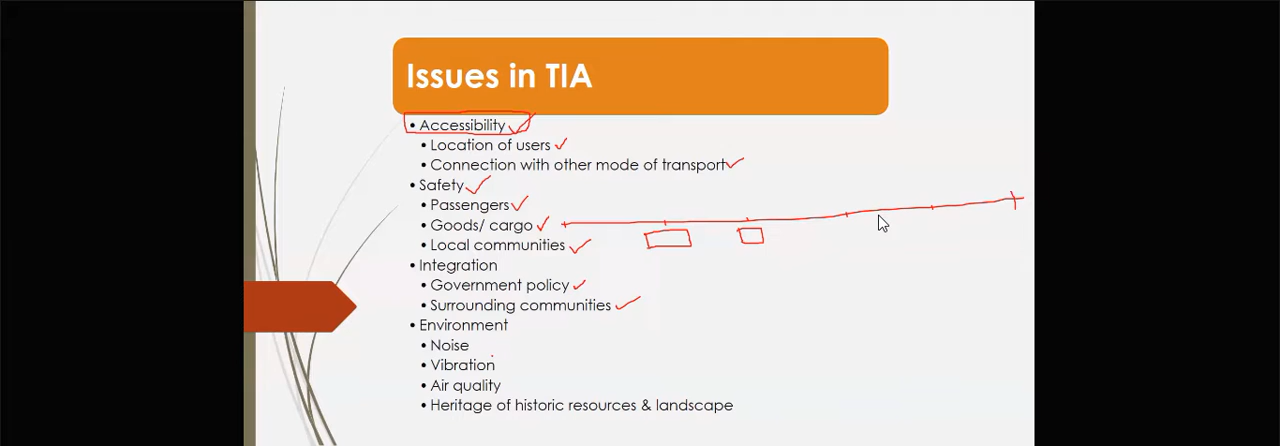 Issues in TIA
• Accessibility
• Location of users
• Connection with other mode of transport
• Safety
• Passengers
• Goods/ cargo
• Local communities
• Integration
• Government policy
• Surrounding communities
• Environment
• Noise
• Vibration
• Air quality
• Heritage of historic resources & landscape